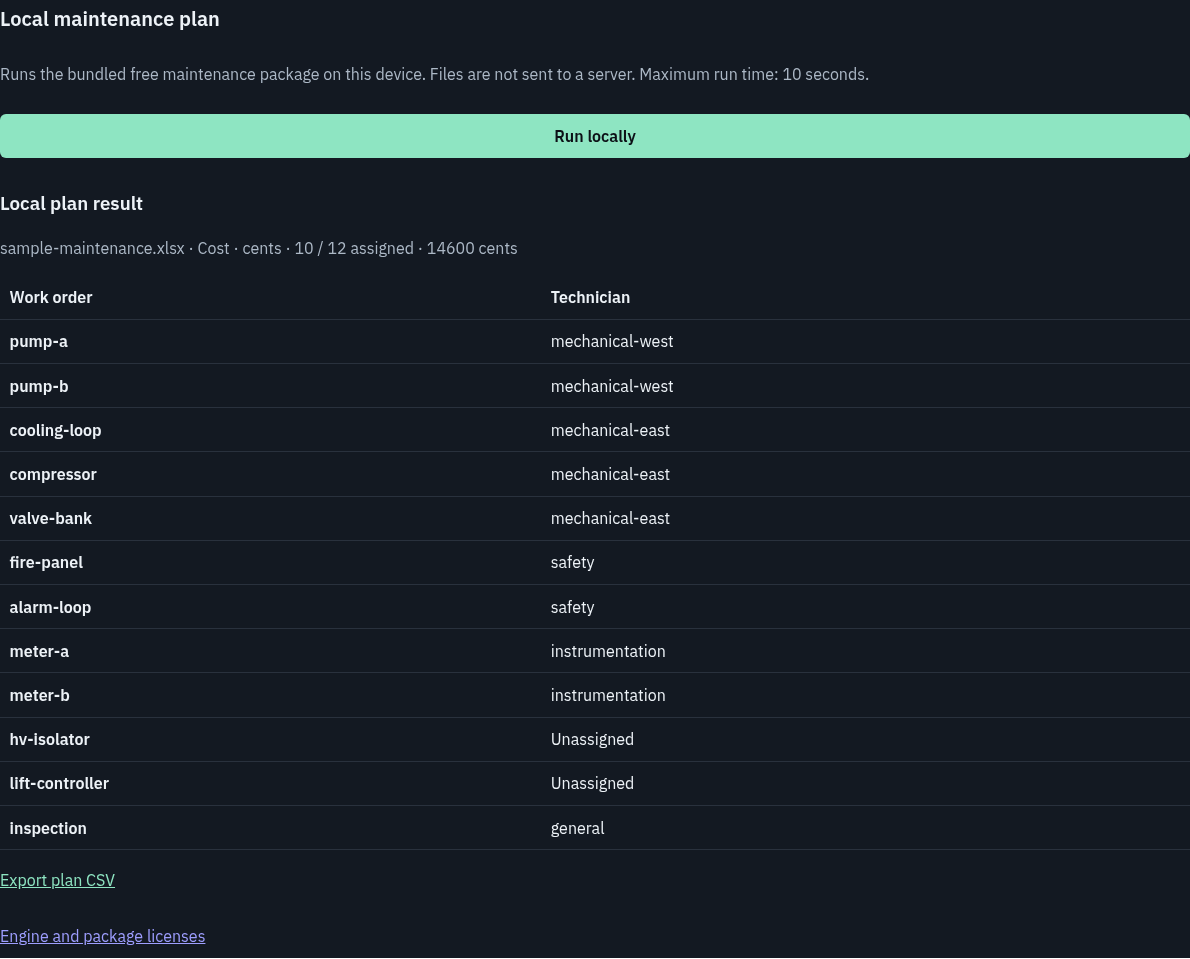 Local maintenance plan
Runs the bundled free maintenance package on this device. Files are not sent to a server. Maximum run time: 10 seconds.
Run locally
Local plan result
sample-maintenance.xlsx · Cost · cents · 10 / 12 assigned · 14600 cents
Work order Technician
pump-a mechanical-west
pump-b mechanical-west
cooling-loop mechanical-east
compressor mechanical-east
valve-bank mechanical-east
fire-panel safety
alarm-loop safety
meter-a instrumentation
meter-b instrumentation
hv-isolator Unassigned
lift-controller Unassigned
inspection general
Export plan CSV
Engine and package licenses